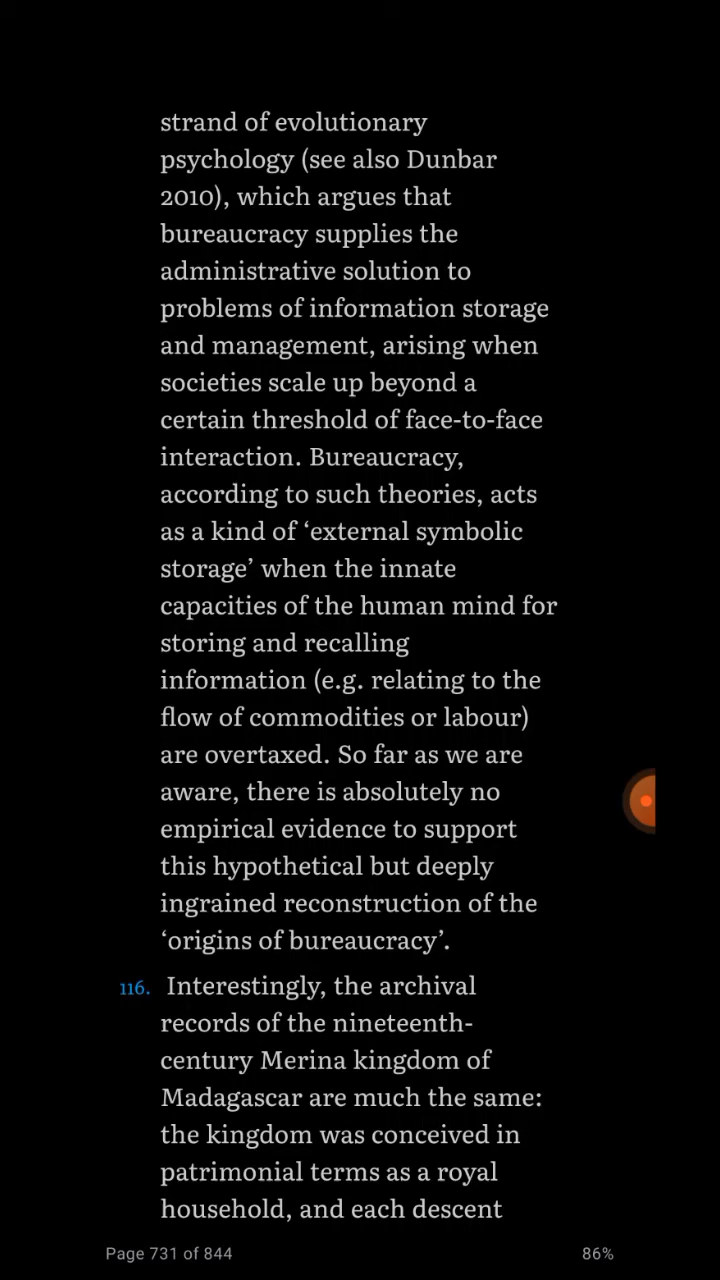 strand of evolutionary
psychology (see also Dunbar
2010), which argues that
bureaucracy supplies the
administrative solution to
problems of information storage
and management, arising when
societies scale up beyond a
certain threshold of face-to-face
interaction. Bureaucracy,
according to such theories, acts
as a kind of ‘external symbolic
storage’ when the innate
capacities of the human mind for
storing and recalling
information (e.g. relating to the
flow of commodities or labour)
are overtaxed. So far as we are
aware, there is absolutely no
empirical evidence to support
this hypothetical but deeply
ingrained reconstruction of the
‘origins of bureaucracy’.
116. Interestingly, the archival
records of the nineteenth-
century Merina kingdom of
Madagascar are much the same:
the kingdom was conceived in
patrimonial terms as a royal
household, and each descent
Page 731 of 844 86%